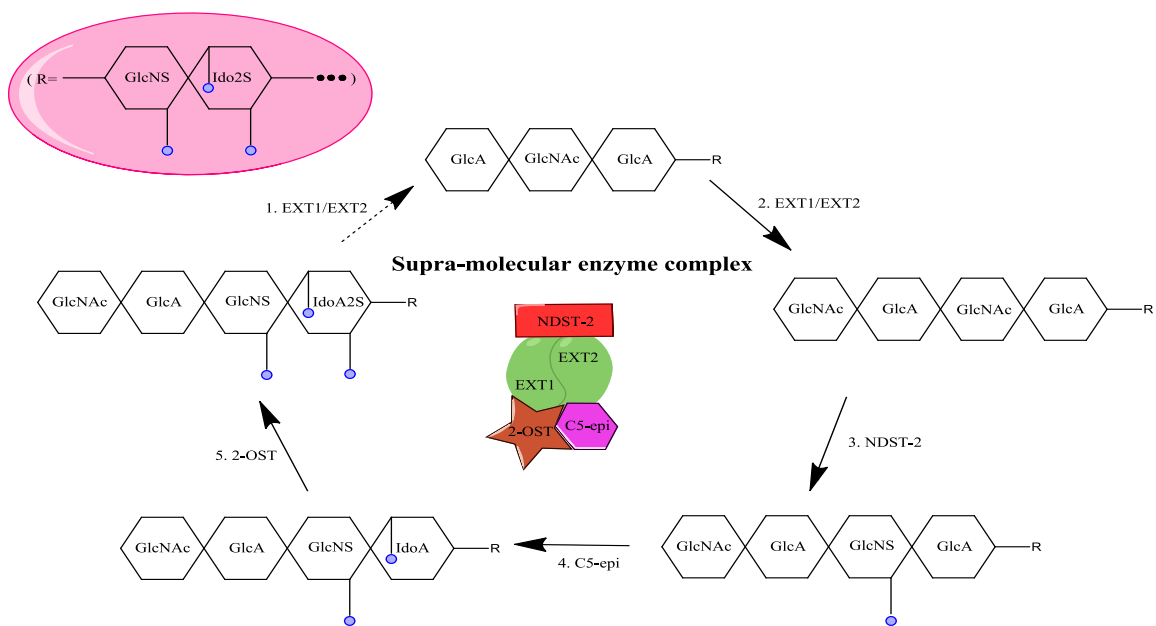 ( R= GlcNS Ido2S )
GlcA GlcNAc GlcA R
1. EXT1/EXT2
2. EXT1/EXT2
Supra-molecular enzyme complex
GlcNAc GlcA GlcNS IdoA2S R
NDST-2
EXT2
EXT1
2-OST C5-epi
GlcNAc GlcA GlcNAc GlcA R
3. NDST-2
5. 2-OST
GlcNAc GlcA GlcNS IdoA R
4. C5-epi
GlcNAc GlcA GlcNS GlcA R